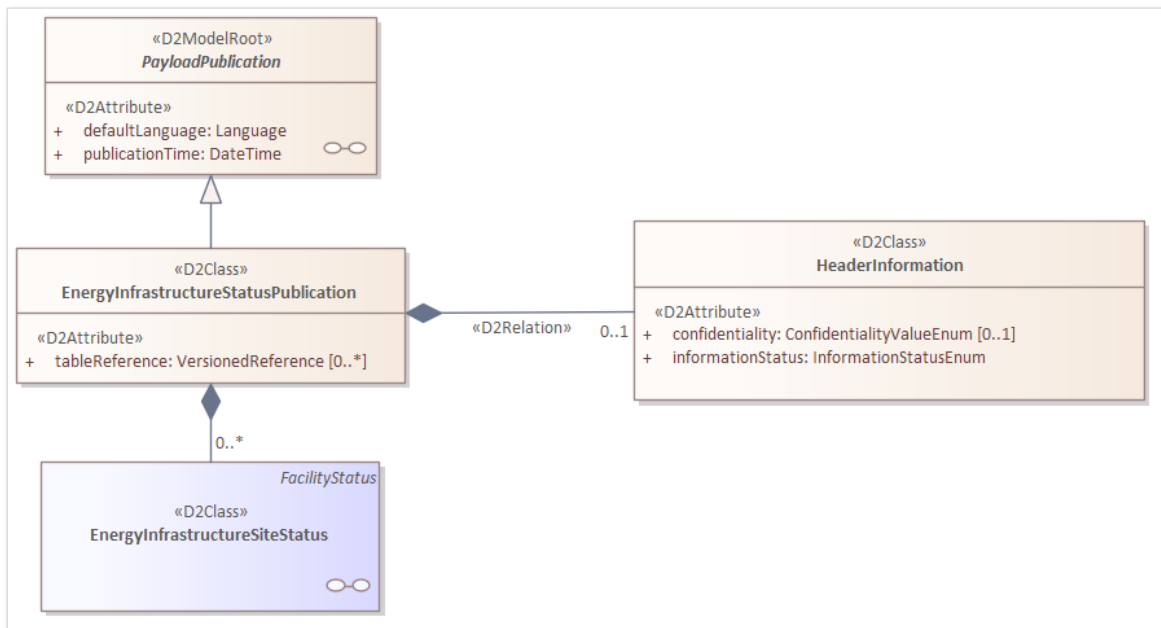 «D2ModelRoot»
PayloadPublication
«D2Attribute»
+ defaultLanguage: Language
+ publicationTime: DateTime
«D2Class»
EnergyInfrastructureStatusPublication
«D2Attribute»
+ tableReference: VersionedReference [0..*]
«D2Relation»
0..1
«D2Class»
HeaderInformation
«D2Attribute»
+ confidentiality: ConfidentialityValueEnum [0..1]
+ informationStatus: InformationStatusEnum
0..*
FacilityStatus
«D2Class»
EnergyInfrastructureSiteStatus